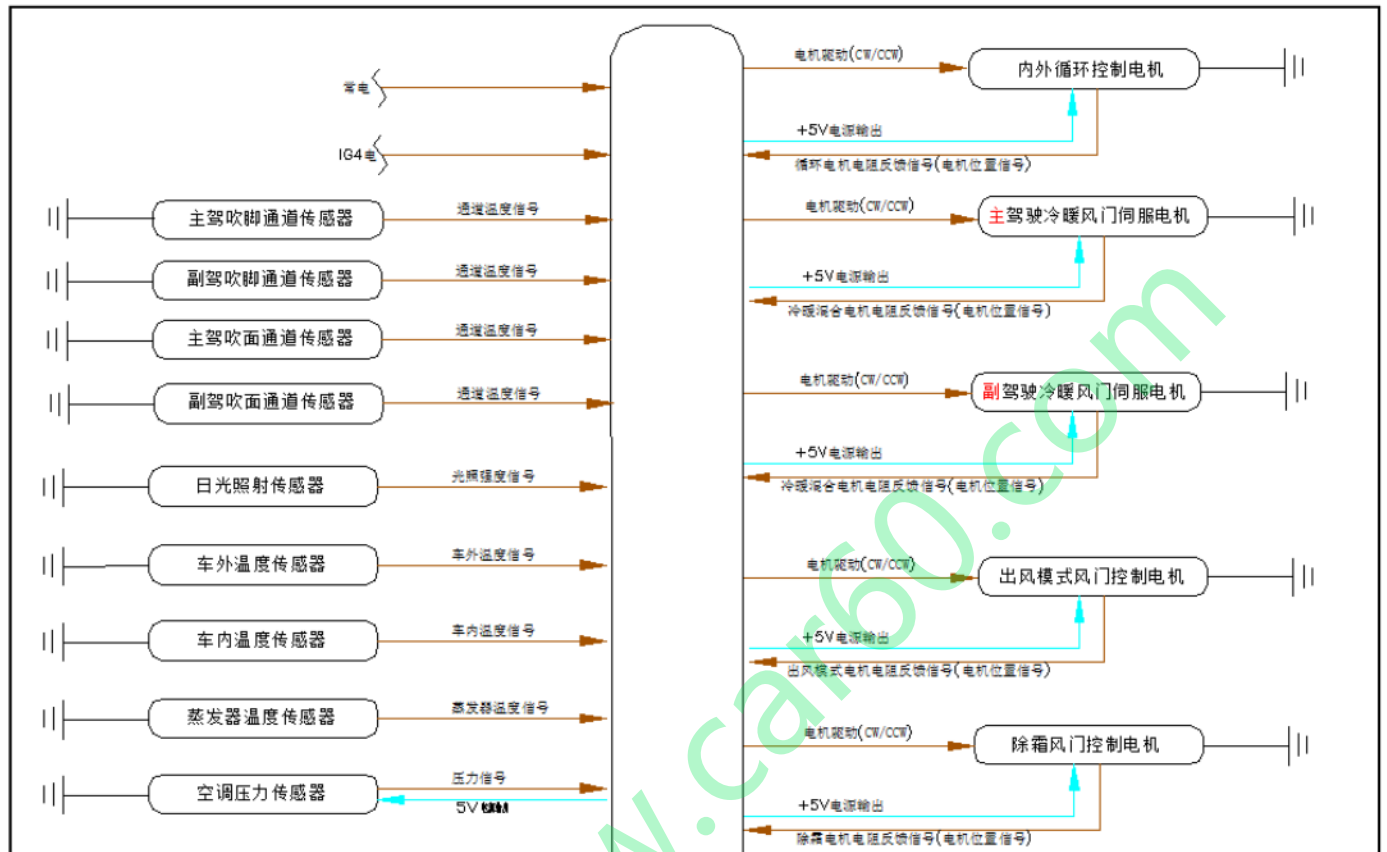 常电
IG4电
主驾吹脚通道传感器
通道温度信号
副驾吹脚通道传感器
通道温度信号
主驾吹面通道传感器
通道温度信号
副驾吹面通道传感器
通道温度信号
日光照射传感器
光照强度信号
车外温度传感器
车外温度信号
车内温度传感器
车内温度信号
蒸发器温度传感器
蒸发器温度信号
空调压力传感器
压力信号
5V
电机驱动(CW/CCW)
内外循环控制电机
+5V电源输出
循环电机电阻反馈信号(电机位置信号)
电机驱动(CW/CCW)
主驾驶冷暖风门伺服电机
+5V电源输出
冷暖混合电机电阻反馈信号(电机位置信号)
电机驱动(CW/CCW)
副驾驶冷暖风门伺服电机
+5V电源输出
冷暖混合电机电阻反馈信号(电机位置信号)
电机驱动(CW/CCW)
出风模式风门控制电机
+5V电源输出
出风模式电机电阻反馈信号(电机位置信号)
电机驱动(CW/CCW)
除霜风门控制电机
+5V电源输出
除霜电机电阻反馈信号(电机位置信号)
w.car60.com